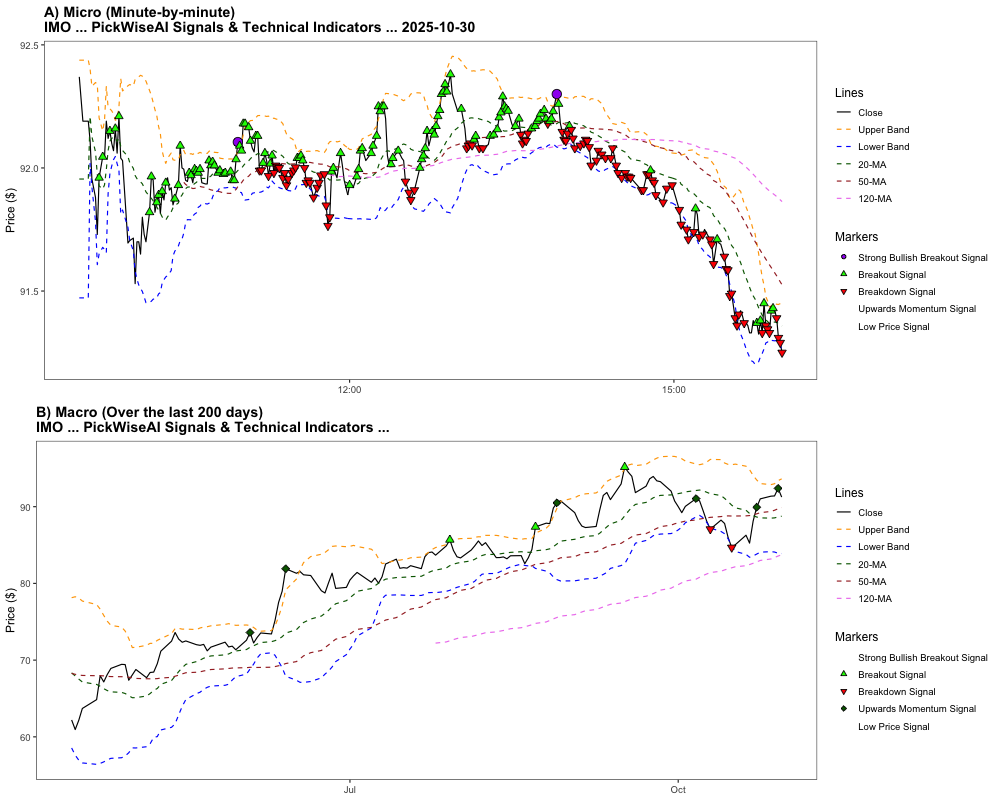 A) Micro (Minute-by-minute)
IMO ... PickWiseAI Signals & Technical Indicators ... 2025-10-30
Price ($)
92.5
92.0
91.5
12:00
15:00
Lines
Close
Upper Band
Lower Band
20-MA
50-MA
120-MA
Markers
Strong Bullish Breakout Signal
Breakout Signal
Breakdown Signal
Upwards Momentum Signal
Low Price Signal
B) Macro (Over the last 200 days)
IMO ... PickWiseAI Signals & Technical Indicators ...
Price ($)
90
80
70
60
Jul
Oct
Lines
Close
Upper Band
Lower Band
20-MA
50-MA
120-MA
Markers
Strong Bullish Breakout Signal
Breakout Signal
Breakdown Signal
Upwards Momentum Signal
Low Price Signal